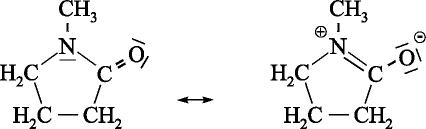 CH₃ CH₃
N O N ⊕ O ⊖
H₂C C H₂C C
H₂C CH₂ ↔ H₂C CH₂